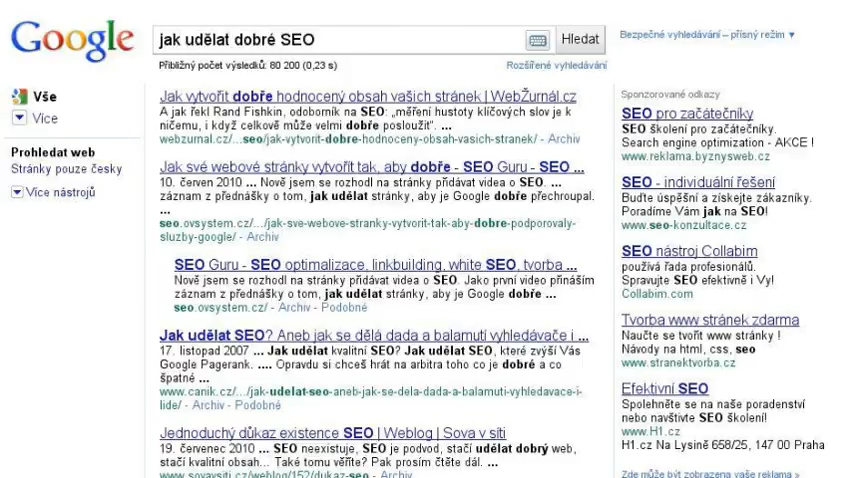 Google
jak udělat dobré SEO
Hledat
Bezpečné vyhledávání – přísný režim ▼
Přibližný počet výsledků: 80 200 (0,23 s)
Rozšířené vyhledávání
Vše
Více
Prohledat web
Stránky pouze česky
Více nástrojů
Jak vytvořit dobře hodnocený obsah vašich stránek | WebŽurnál.cz
A jak řekl Rand Fishkin, odoborník na SEO: „měření hustoty klíčových slov je k
ničemu, i když celkově může velmi dobře posloužit“. ...
webzurnal.cz/...seo/jak-vytvorit-dobre-hodnoceny-obsah-vasich-stranek/ - Archiv
Jak své webové stránky vytvořit tak, aby dobře - SEO Guru - SEO ...
10. červen 2010 ... Nově jsem se rozhodl na stránky přidávat videa o SEO. ...
záznam z přednášky o tom, jak udělat stránky, aby je Google dobře přechroupal.
...
seo.ovsystem.cz/.../jak-sve-webove-stranky-vytvorit-tak-aby-dobre-podporovaly-
sluzby-google/ - Archiv
SEO Guru - SEO optimalizace, linkbuilding, white SEO, tvorba ...
Nově jsem se rozhodl na stránky přidávat videa o SEO. Jako první video přináším
záznam z přednášky o tom, jak udělat stránky, aby je Google dobře ...
seo.ovsystem.cz/ - Archiv - Podobné
Jak udělat SEO? Aneb jak se dělá dada a balamutí vyhledávače i ...
17. listopad 2007 ... Jak udělat kvalitní SEO? Jak udělat SEO, které zvýší Vás
Google Pagerank. .... Opravdu si chceš hrát na arbitra toho co je dobré a co
špatné ...
www.canik.cz/.../jak-udelat-seo-aneb-jak-se-dela-dada-a-balamuti-vyhledavace-i-
lide/ - Archiv - Podobné
Jednoduchý důkaz existence SEO | Weblog | Sova v síti
19. červenec 2010 ... SEO neexistuje, SEO je podvod, stačí udělat dobrý web,
stačí kvalitní obsah... Také tomu věříte? Pak prosím čtěte dál. ...
www.sovavsiti.cz/weblog/152/dukaz-seo - Archiv
Sponzorované odkazy
SEO pro začátečníky
SEO školení pro začátečníky.
Search engine optimization - AKCE !
www.reklama.byznysweb.cz
SEO - individuální řešení
Buďte úspěšní a získejte zákazníky.
Poradíme Vám jak na SEO!
www.seo-konzultace.cz
SEO nástroj Collabim
používá řada profesionálů.
Spravujte SEO efektivně i Vy!
Collabim.com
Tvorba www stránek zdarma
Naučte se tvořit www stránky !
Návody na html, css, seo
www.stranektvorba.cz
Efektivní SEO
Spolehněte se na naše poradenství
nebo navštivte SEO školení!
www.H1.cz
H1.cz Na Lysině 658/25, 147 00 Praha
Zde může být zobrazena vaše reklama »